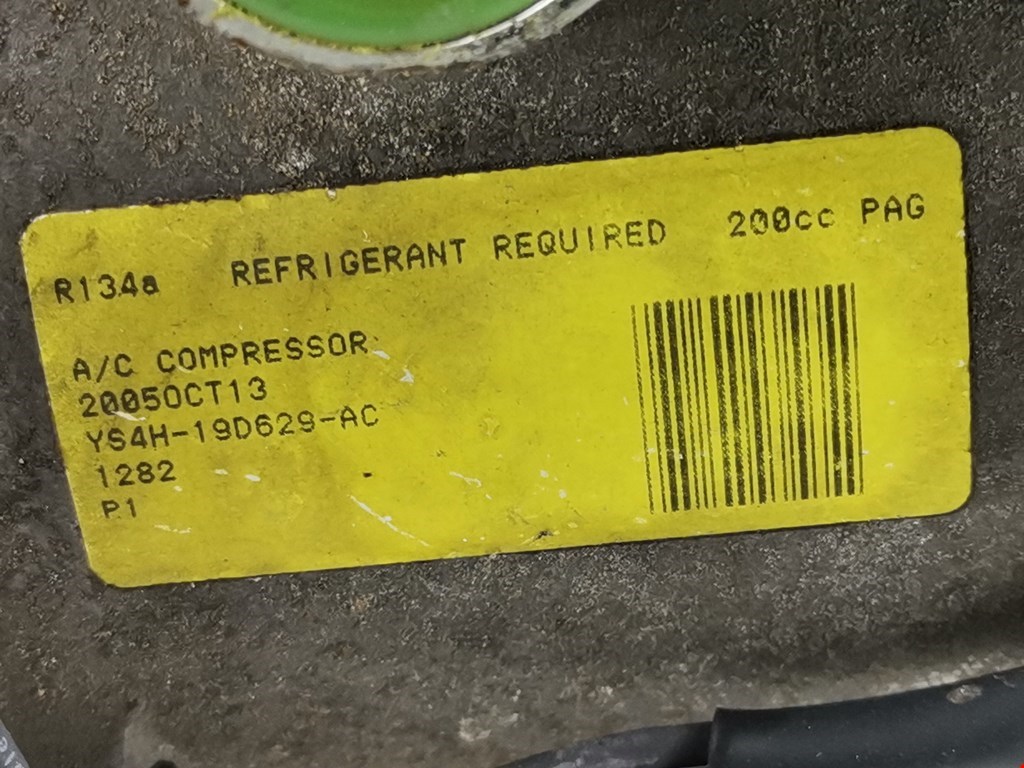 R134a REFRIGERANT REQUIRED 200cc PAG
A/C COMPRESSOR
2005OCT13
YS4H-19D629-AC
1282
P1